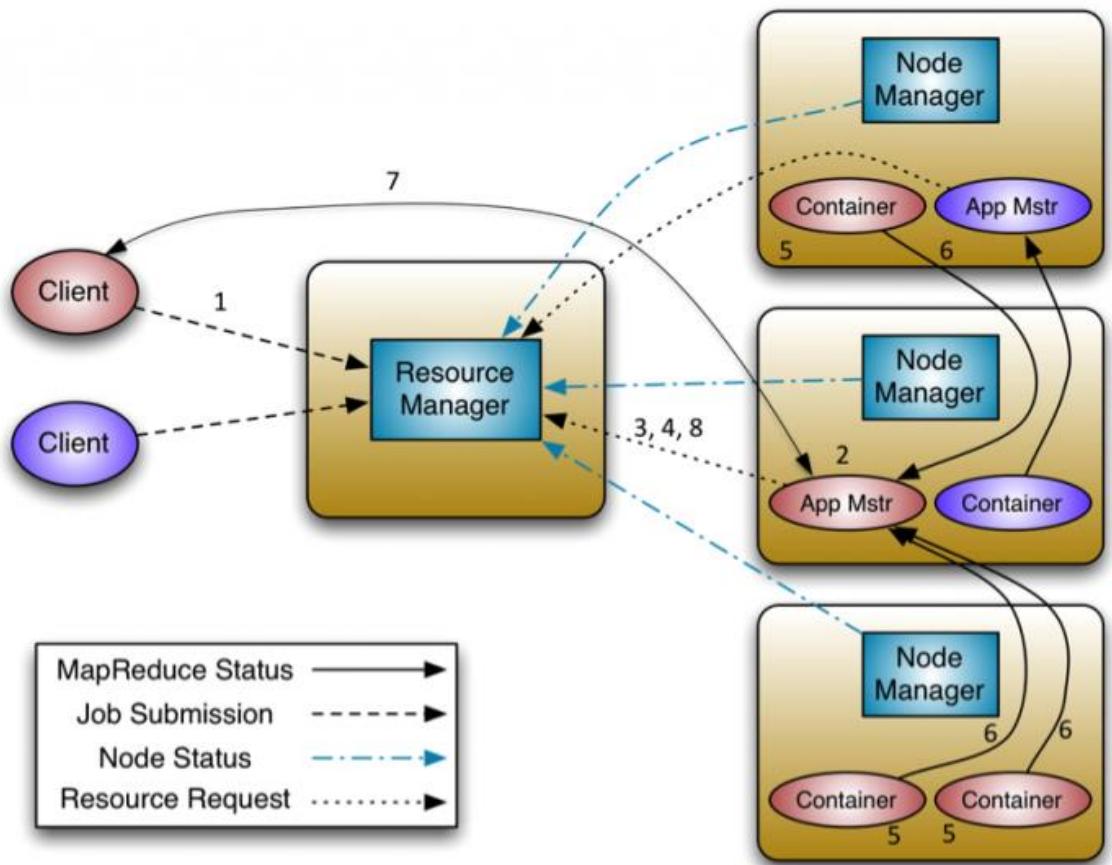 Node
Manager
Container
App Mstr
5
6
7
Client
1
Resource
Manager
Client
Node
Manager
3, 4, 8
2
App Mstr
Container
Node
Manager
6
6
Container
Container
5
5
MapReduce Status
Job Submission
Node Status
Resource Request